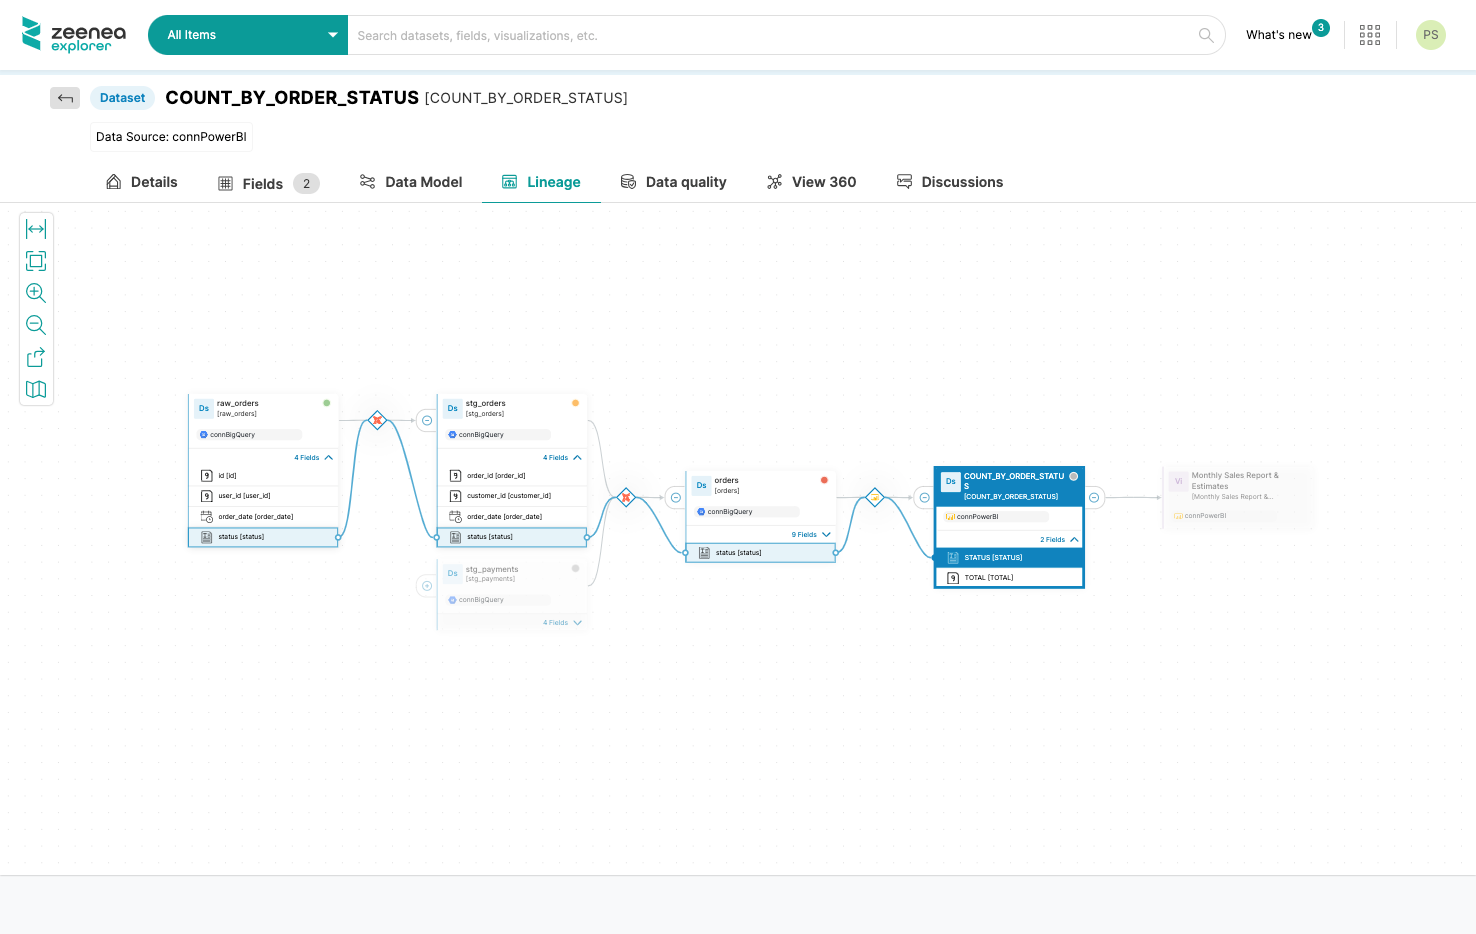 zeenea
explorer
All Items
Search datasets, fields, visualizations, etc.
What's new
3
PS
Dataset
COUNT_BY_ORDER_STATUS [COUNT_BY_ORDER_STATUS]
Data Source: connPowerBI
Details
Fields
2
Data Model
Lineage
Data quality
View 360
Discussions
Ds
raw_orders
[raw_orders]
connBigQuery
4 Fields
id [id]
user_id [user_id]
order_date [order_date]
status [status]
Ds
stg_orders
[stg_orders]
connBigQuery
4 Fields
order_id [order_id]
customer_id [customer_id]
order_date [order_date]
status [status]
Ds
stg_payments
[stg_payments]
connBigQuery
4 Fields
Ds
orders
[orders]
connBigQuery
9 Fields
status [status]
Ds
COUNT_BY_ORDER_STATU
S
[COUNT_BY_ORDER_STATUS]
connPowerBI
2 Fields
STATUS [STATUS]
TOTAL [TOTAL]
Vi
Monthly Sales Report &
Estimates
[Monthly Sales Report &...
connPowerBI